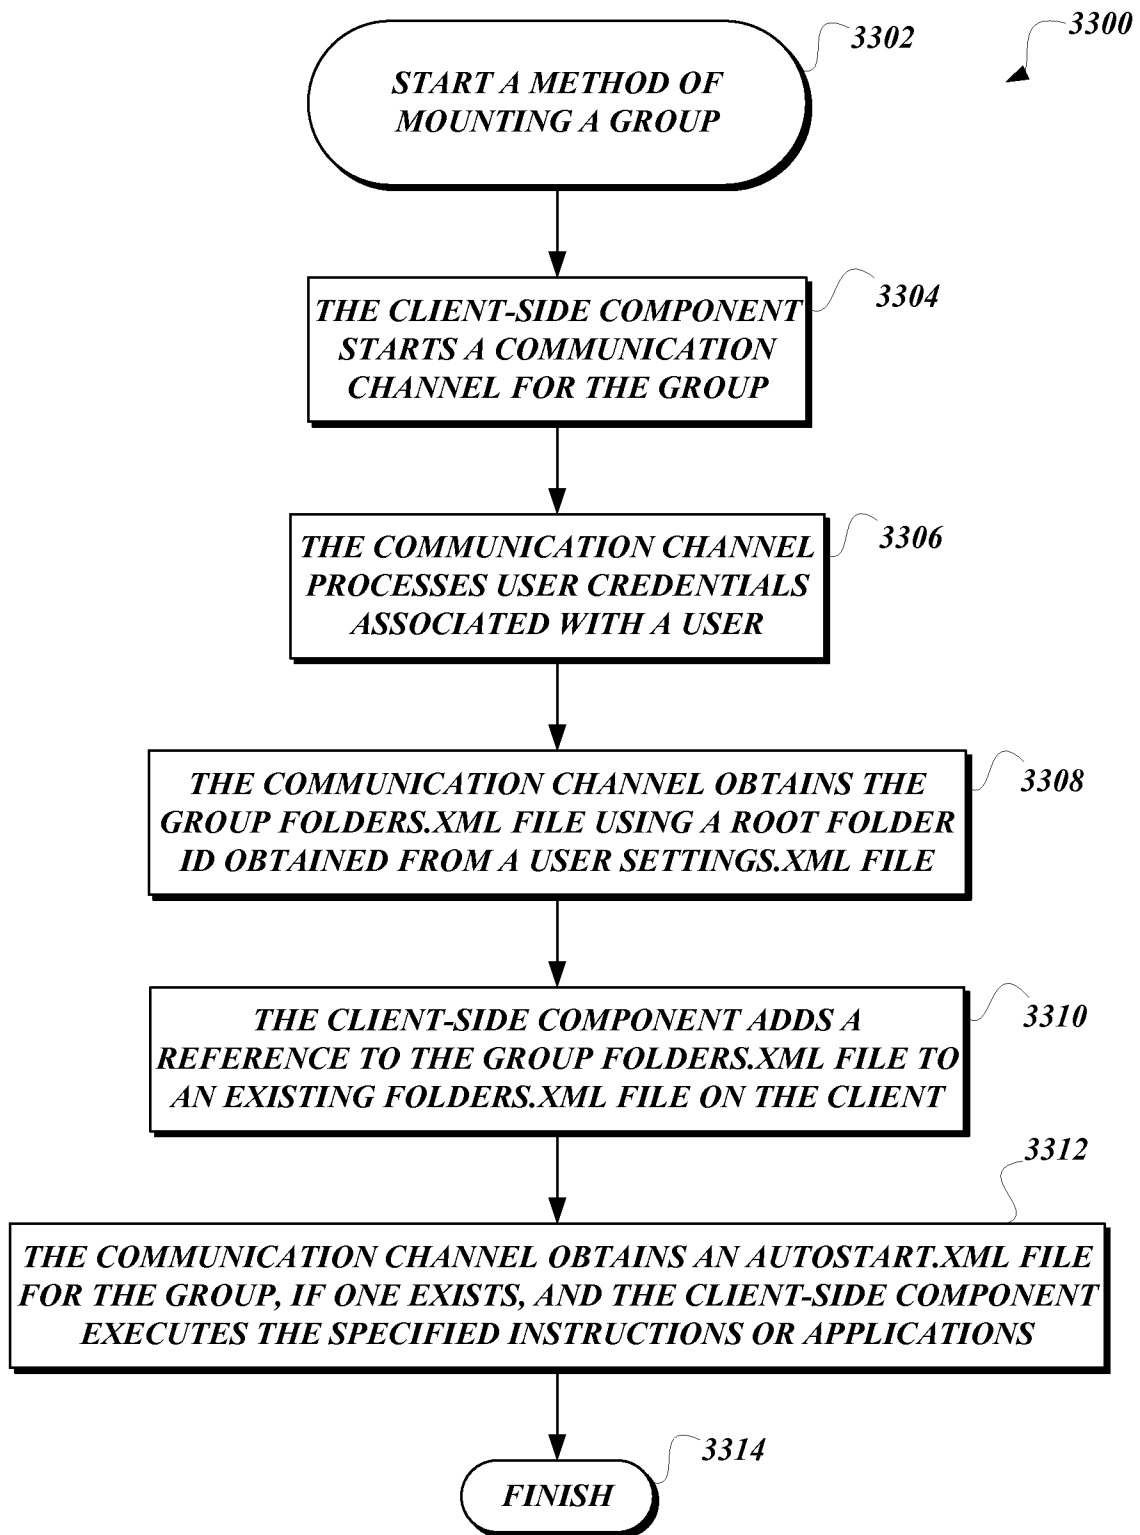 3300
3302
START A METHOD OF
MOUNTING A GROUP
3304
THE CLIENT-SIDE COMPONENT
STARTS A COMMUNICATION
CHANNEL FOR THE GROUP
3306
THE COMMUNICATION CHANNEL
PROCESSES USER CREDENTIALS
ASSOCIATED WITH A USER
3308
THE COMMUNICATION CHANNEL OBTAINS THE
GROUP FOLDERS.XML FILE USING A ROOT FOLDER
ID OBTAINED FROM A USER SETTINGS.XML FILE
3310
THE CLIENT-SIDE COMPONENT ADDS A
REFERENCE TO THE GROUP FOLDERS.XML FILE TO
AN EXISTING FOLDERS.XML FILE ON THE CLIENT
3312
THE COMMUNICATION CHANNEL OBTAINS AN AUTOSTART.XML FILE
FOR THE GROUP, IF ONE EXISTS, AND THE CLIENT-SIDE COMPONENT
EXECUTES THE SPECIFIED INSTRUCTIONS OR APPLICATIONS
3314
FINISH